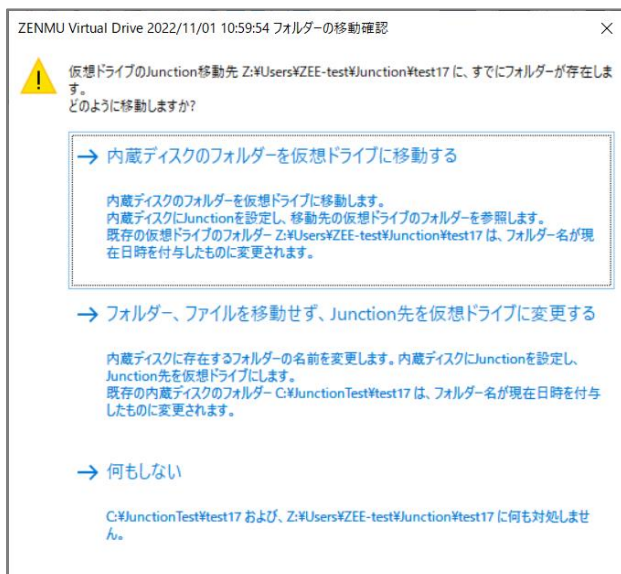 ZENMU Virtual Drive 2022/11/01 10:59:54 フォルダーの移動確認
仮想ドライブのJunction移動先 Z:¥Users¥ZEE-test¥Junction¥test17 に、すでにフォルダーが存在しま
す。
どのように移動しますか?
→ 内蔵ディスクのフォルダーを仮想ドライブに移動する
内蔵ディスクのフォルダーを仮想ドライブに移動します。
内蔵ディスクにJunctionを設定し、移動先の仮想ドライブのフォルダーを参照します。
既存の仮想ドライブのフォルダー Z:¥Users¥ZEE-test¥Junction¥test17 は、フォルダー名が現
在日時を付与したものに変更されます。
→ フォルダー、ファイルを移動せず、Junction先を仮想ドライブに変更する
内蔵ディスクに存在するフォルダーの名前を変更します。内蔵ディスクにJunctionを設定し、
Junction先を仮想ドライブにします。
既存の内蔵ディスクのフォルダー C:¥JunctionTest¥test17 は、フォルダー名が現在日時を付与
したものに変更されます。
→ 何もしない
C:¥JunctionTest¥test17 および、Z:¥Users¥ZEE-test¥Junction¥test17 に何も対処しませ
ん。